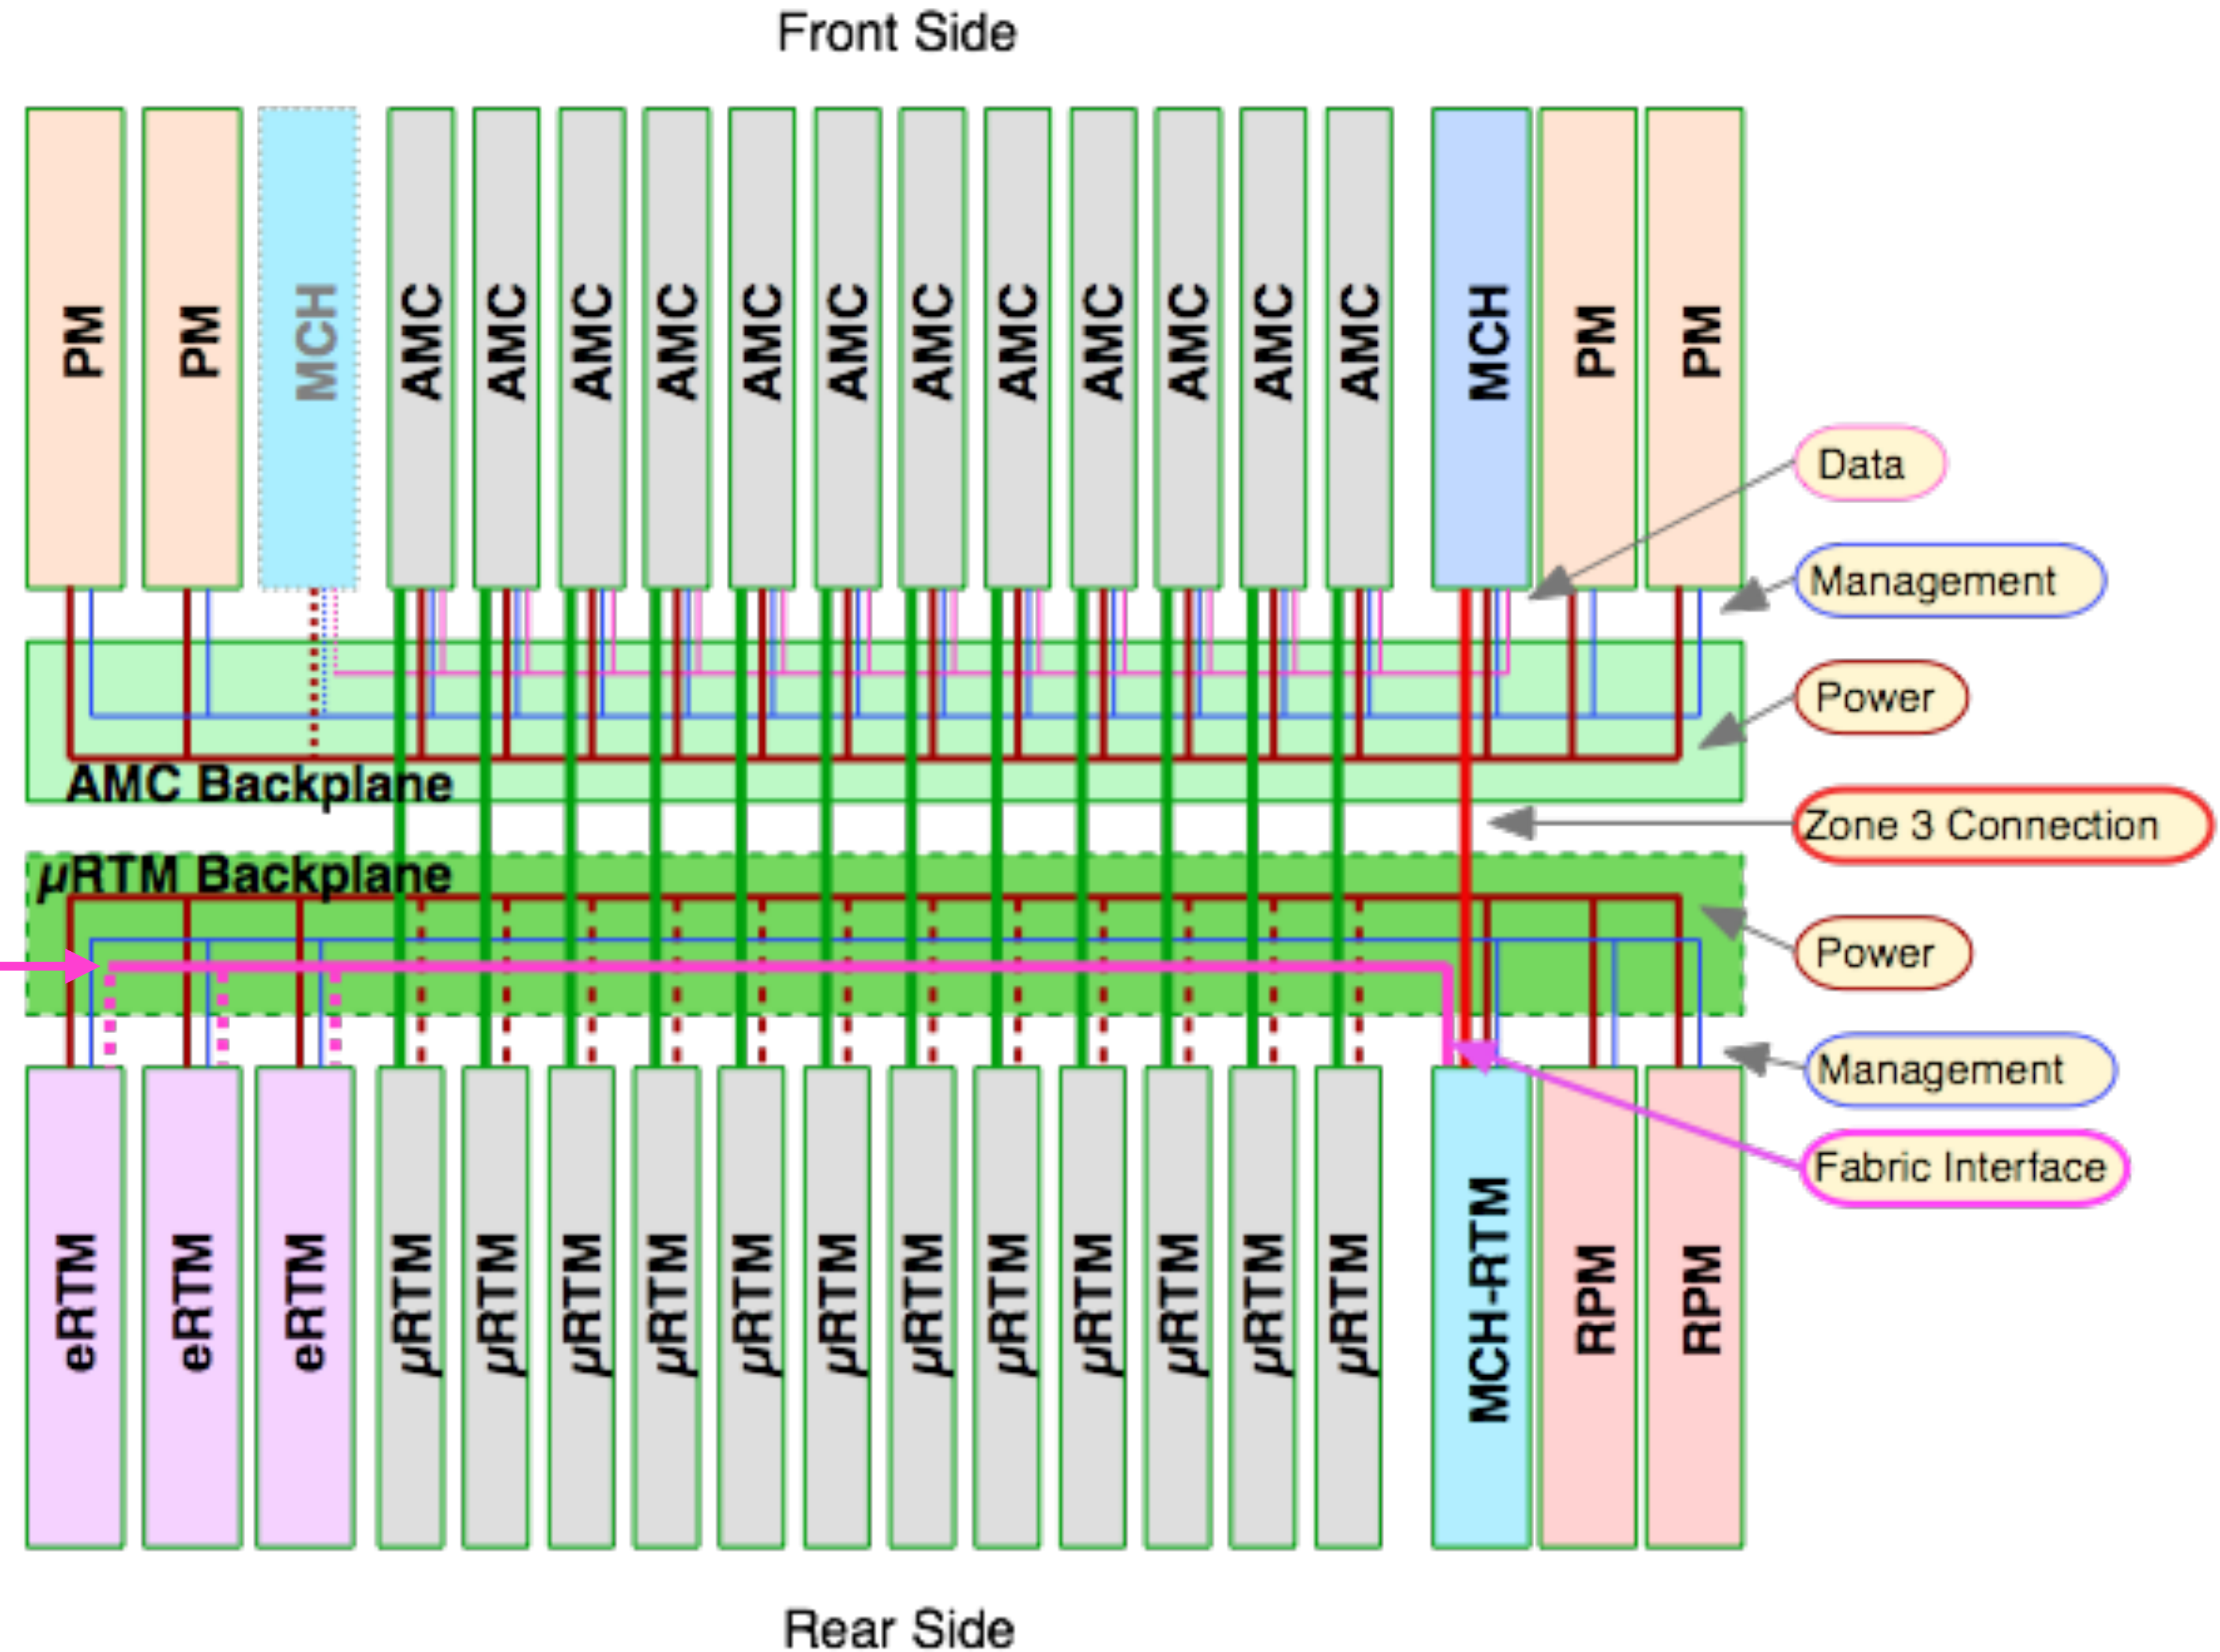 Front Side
PM
PM
MCH
AMC
AMC
AMC
AMC
AMC
AMC
AMC
AMC
AMC
AMC
AMC
AMC
MCH
PM
PM
Data
Management
Power
AMC Backplane
Zone 3 Connection
µRTM Backplane
Power
Management
Fabric Interface
eRTM
eRTM
eRTM
µRTM
µRTM
µRTM
µRTM
µRTM
µRTM
µRTM
µRTM
µRTM
µRTM
µRTM
µRTM
MCH-RTM
RPM
RPM
Rear Side